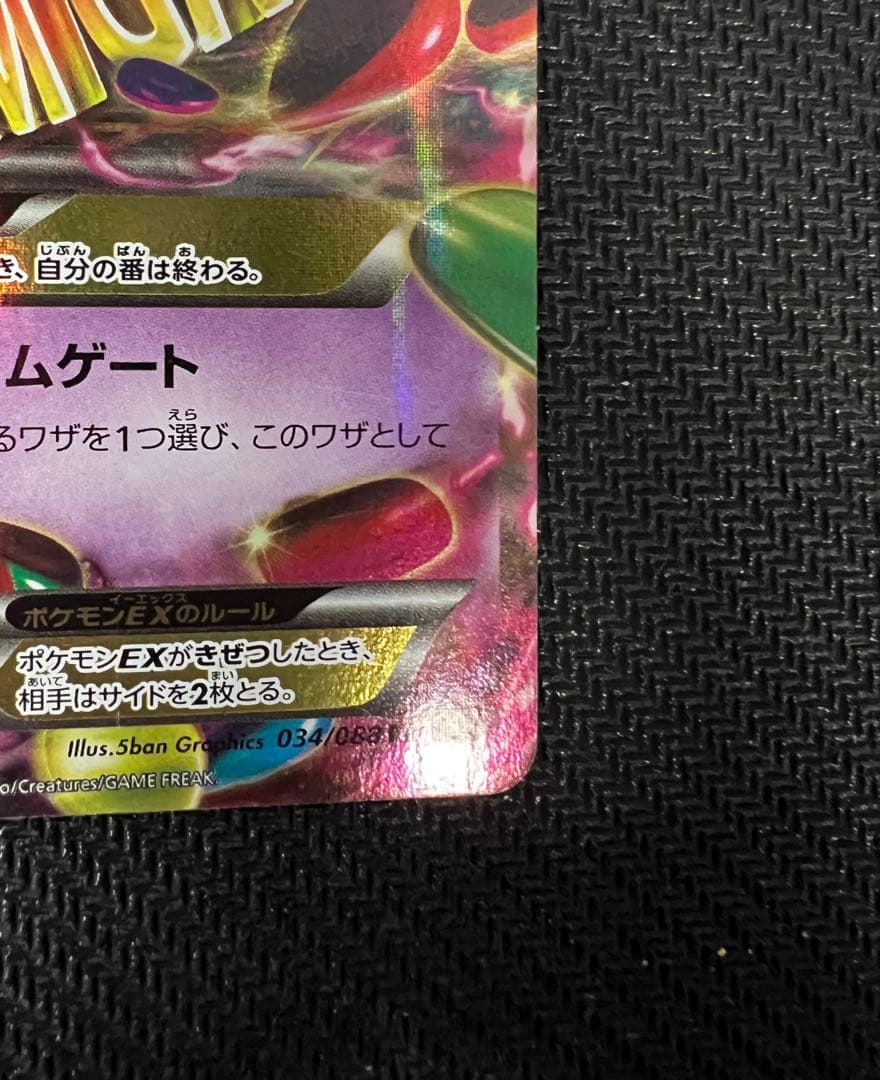 き、自分の番は終わる。
ムゲート
るワザを1つ選び、このワザとして
ポケモンEXのルール
ポケモンEXがきぜつしたとき、
相手はサイドを2枚とる。
Illus.5ban Graphics 034/088 R
o/Creatures/GAME FREAK.